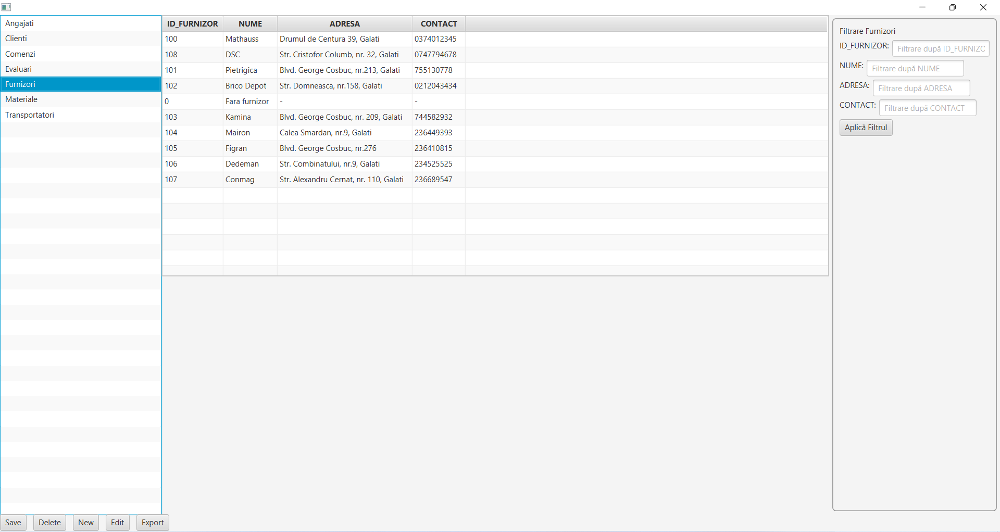 Angajati
Clienti
Comenzi
Evaluari
Furnizori
Materiale
Transportatori
ID_FURNIZOR NUME ADRESA CONTACT
100 Mathauss Drumul de Centura 39, Galati 0374012345
108 DSC Str. Cristofor Columb, nr. 32, Galati 0747794678
101 Pietrigica Blvd. George Cosbuc, nr.213, Galati 755130778
102 Brico Depot Str. Domneasca, nr.158, Galati 0212043434
0 Fara furnizor - -
103 Kamina Blvd. George Cosbuc, nr. 209, Galati 744582932
104 Mairon Calea Smardan, nr.9, Galati 236449393
105 Figran Blvd. George Cosbuc, nr.276 236410815
106 Dedeman Str. Combinatului, nr.9, Galati 234525525
107 Conmag Str. Alexandru Cernat, nr. 110, Galati 236689547
Filtrare Furnizori
ID_FURNIZOR: Filtrare după ID_FURNIZC
NUME: Filtrare după NUME
ADRESA: Filtrare după ADRESA
CONTACT: Filtrare după CONTACT
Aplică Filtrul
Save Delete New Edit Export